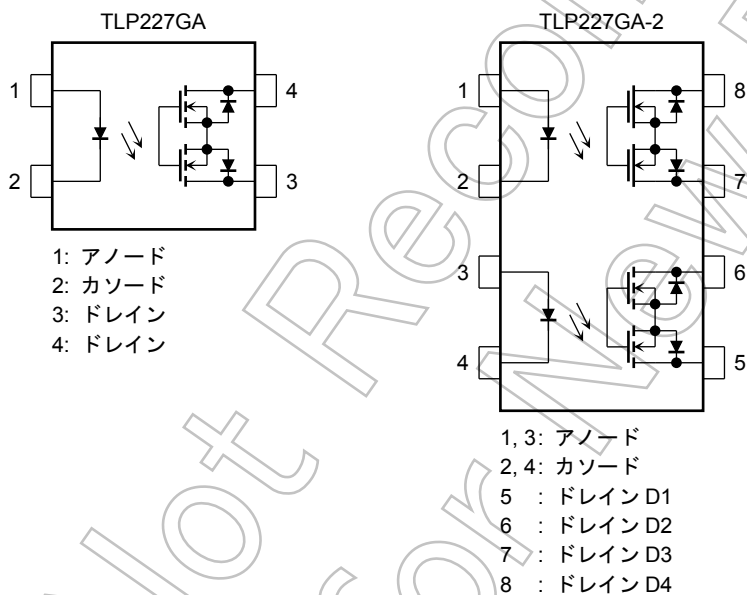 TLP227GA
1
2
4
3
1: アノード
2: カソード
3: ドレイン
4: ドレイン
TLP227GA-2
1
2
3
4
8
7
6
5
1, 3: アノード
2, 4: カソード
5 : ドレイン D1
6 : ドレイン D2
7 : ドレイン D3
8 : ドレイン D4